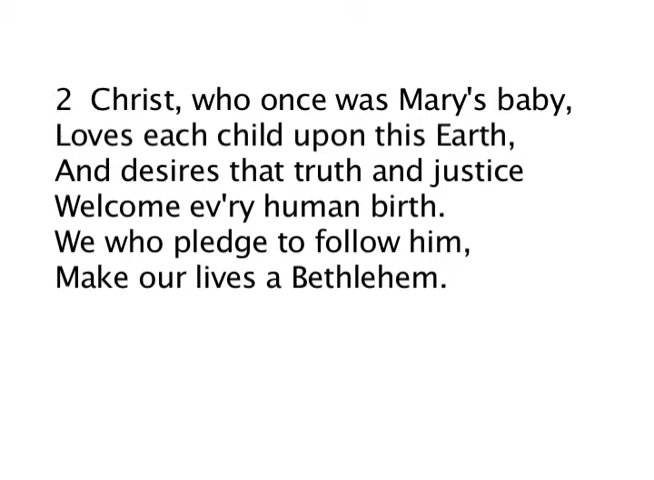 2  Christ, who once was Mary's baby,
Loves each child upon this Earth,
And desires that truth and justice
Welcome ev'ry human birth.
We who pledge to follow him,
Make our lives a Bethlehem.